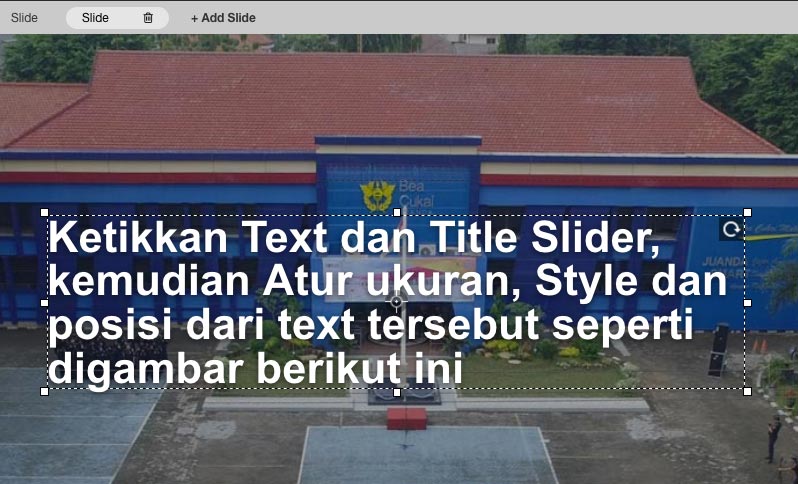 Slide
Slide
+ Add Slide
Bea
Cukai
Ketikkan Text dan Title Slider,
kemudian Atur ukuran, Style dan
posisi dari text tersebut seperti
digambar berikut ini
JUANDA